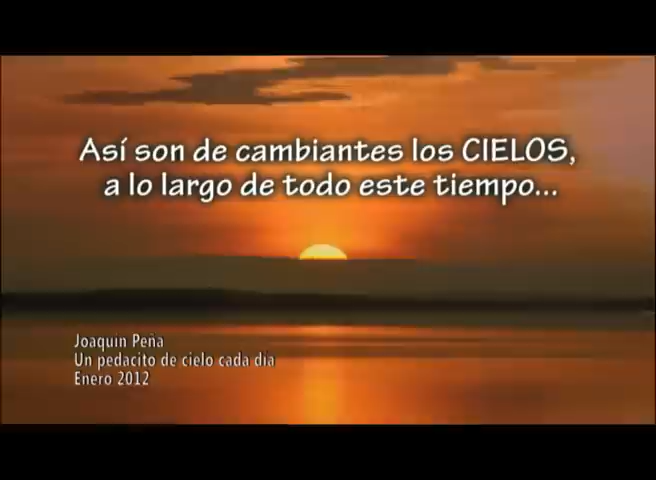 Así son de cambiantes los CIELOS,
a lo largo de todo este tiempo...
Joaquin Peña
Un pedacito de cielo cada dia
Enero 2012